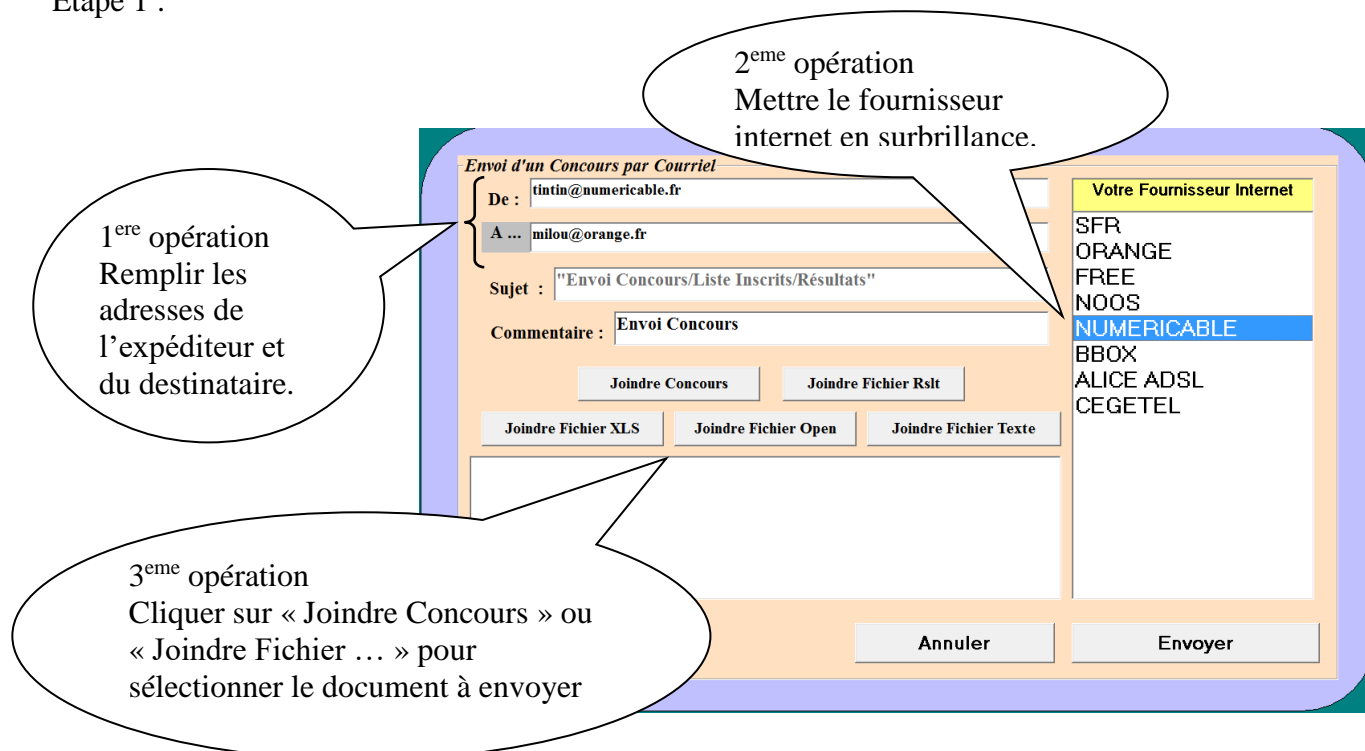 Etape 1 :
2eme opération
Mettre le fournisseur
internet en surbrillance.
1ere opération
Remplir les
adresses de
l’expéditeur et
du destinataire.
Envoi d'un Concours par Courriel
De : tintin@numericable.fr
A ... milou@orange.fr
Sujet : "Envoi Concours/Liste Inscrits/Résultats"
Commentaire : Envoi Concours
Joindre Concours Joindre Fichier Rslt
Joindre Fichier XLS Joindre Fichier Open Joindre Fichier Texte
Votre Fournisseur Internet
SFR
ORANGE
FREE
NOOS
NUMERICABLE
BBOX
ALICE ADSL
CEGETEL
3eme opération
Cliquer sur « Joindre Concours » ou
« Joindre Fichier … » pour
sélectionner le document à envoyer
Annuler Envoyer